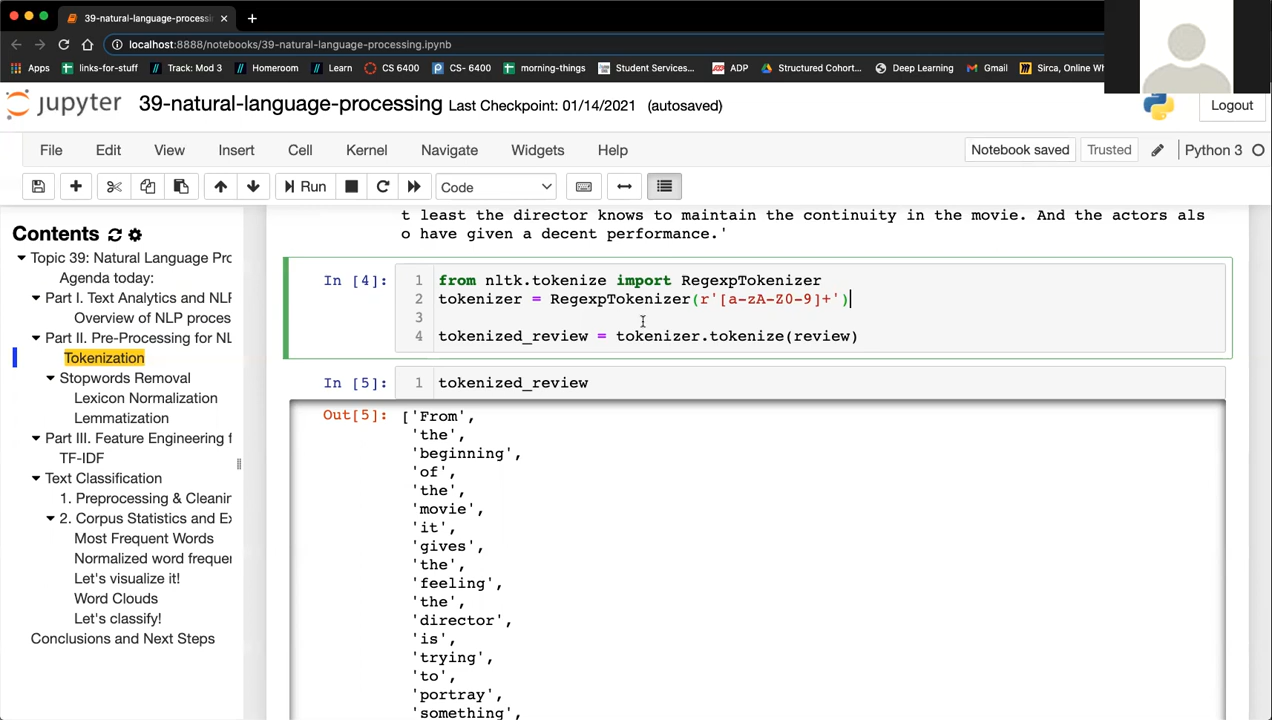 39-natural-language-processi
localhost:8888/notebooks/39-natural-language-processing.ipynb
Apps links-for-stuff Track: Mod 3 Homeroom Learn CS 6400 CS- 6400 morning-things Student Services... ADP Structured Cohort... Deep Learning Gmail Sirca, Online W
jupyter 39-natural-language-processing Last Checkpoint: 01/14/2021 (autosaved) Logout
File Edit View Insert Cell Kernel Navigate Widgets Help Notebook saved Trusted Python 3
Run Code
Contents
Topic 39: Natural Language Pro
Agenda today:
Part I. Text Analytics and NLP
Overview of NLP proces
Part II. Pre-Processing for NL
Tokenization
Stopwords Removal
Lexicon Normalization
Lemmatization
Part III. Feature Engineering f
TF-IDF
Text Classification
1. Preprocessing & Cleanin
2. Corpus Statistics and Ex
Most Frequent Words
Normalized word frequen
Let's visualize it!
Word Clouds
Let's classify!
Conclusions and Next Steps
t least the director knows to maintain the continuity in the movie. And the actors als
o have given a decent performance.'
In [4]: 1 from nltk.tokenize import RegexpTokenizer
2 tokenizer = RegexpTokenizer(r'[a-zA-Z0-9]+')
3
4 tokenized_review = tokenizer.tokenize(review)
In [5]: 1 tokenized_review
Out[5]: ['From',
'the',
'beginning',
'of',
'the',
'movie',
'it',
'gives',
'the',
'feeling',
'the',
'director',
'is',
'trying',
'to',
'portray',
'something',